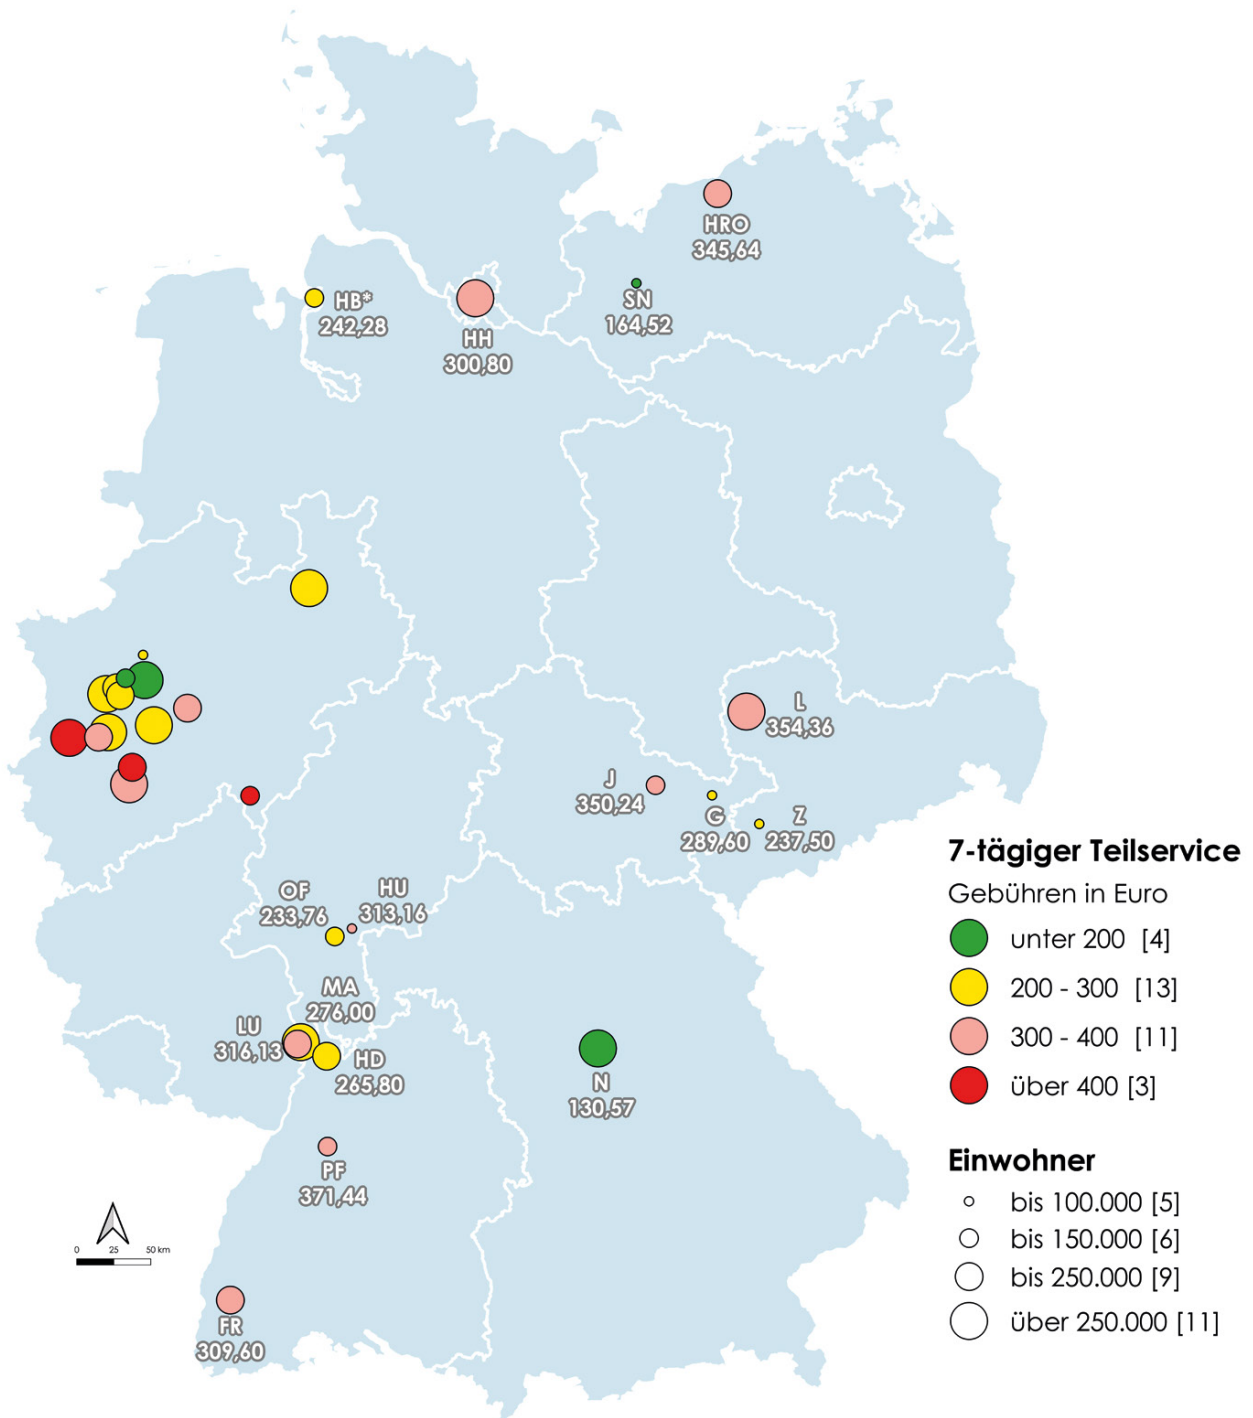 HRO
345,64
SN
164,52
HB*
242,28
HH
300,80
L
354,36
J
350,24
G
289,60
Z
237,50
OF
233,76
HU
313,16
MA
276,00
LU
316,13
HD
265,80
N
130,57
PF
371,44
FR
309,60
0 25 50 km
7-tägiger Teilservice
Gebühren in Euro
unter 200 [4]
200 - 300 [13]
300 - 400 [11]
über 400 [3]
Einwohner
bis 100.000 [5]
bis 150.000 [6]
bis 250.000 [9]
über 250.000 [11]